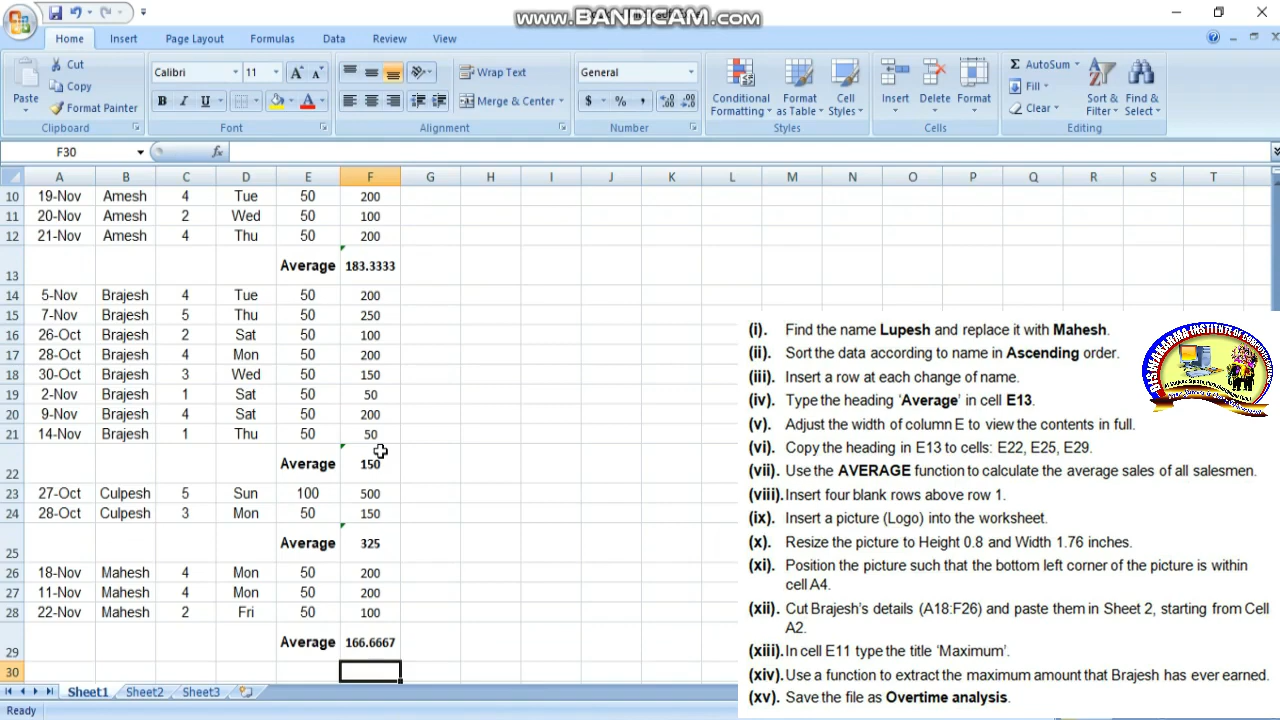 www.BANDICAM.com
Home Insert Page Layout Formulas Data Review View
Cut
Copy
Format Painter
Paste
Clipboard
Calibri 11
B I U
Font
Wrap Text
Merge & Center
Alignment
General
$ % ,
Number
Conditional Formatting
Format as Table
Cell Styles
Styles
Insert Delete Format
Cells
Σ AutoSum
Fill
Clear
Sort & Filter
Find & Select
Editing
F30 fx
A B C D E F G H I J K L M N O P Q R S T
10 19-Nov Amesh 4 Tue 50 200
11 20-Nov Amesh 2 Wed 50 100
12 21-Nov Amesh 4 Thu 50 200
13 Average 183.3333
14 5-Nov Brajesh 4 Tue 50 200
15 7-Nov Brajesh 5 Thu 50 250
16 26-Oct Brajesh 2 Sat 50 100
17 28-Oct Brajesh 4 Mon 50 200
18 30-Oct Brajesh 3 Wed 50 150
19 2-Nov Brajesh 1 Sat 50 50
20 9-Nov Brajesh 4 Sat 50 200
21 14-Nov Brajesh 1 Thu 50 50
22 Average 150
23 27-Oct Culpesh 5 Sun 100 500
24 28-Oct Culpesh 3 Mon 50 150
25 Average 325
26 18-Nov Mahesh 4 Mon 50 200
27 11-Nov Mahesh 4 Mon 50 200
28 22-Nov Mahesh 2 Fri 50 100
29 Average 166.6667
30
Sheet1 Sheet2 Sheet3
Ready
(i). Find the name Lupesh and replace it with Mahesh.
(ii). Sort the data according to name in Ascending order.
(iii). Insert a row at each change of name.
(iv). Type the heading ‘Average’ in cell E13.
(v). Adjust the width of column E to view the contents in full.
(vi). Copy the heading in E13 to cells: E22, E25, E29.
(vii). Use the AVERAGE function to calculate the average sales of all salesmen.
(viii). Insert four blank rows above row 1.
(ix). Insert a picture (Logo) into the worksheet.
(x). Resize the picture to Height 0.8 and Width 1.76 inches.
(xi). Position the picture such that the bottom left corner of the picture is within
cell A4.
(xii). Cut Brajesh’s details (A18:F26) and paste them in Sheet 2, starting from Cell
A2.
(xiii). In cell E11 type the title ‘Maximum’.
(xiv). Use a function to extract the maximum amount that Brajesh has ever earned.
(xv). Save the file as Overtime analysis.